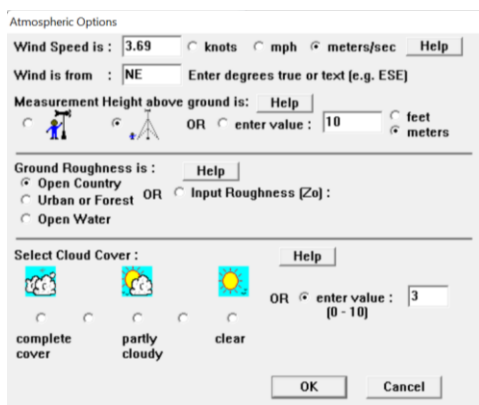 Atmospheric Options
Wind Speed is : 3.69 knots mph meters/sec Help
Wind is from : NE Enter degrees true or text (e.g. ESE)
Measurement Height above ground is: Help
OR enter value : 10 feet
meters
Ground Roughness is : Help
Open Country
Urban or Forest OR Input Roughness (Zo) :
Open Water
Select Cloud Cover : Help
OR enter value : 3
(0 - 10)
complete partly clear
cover cloudy
OK Cancel